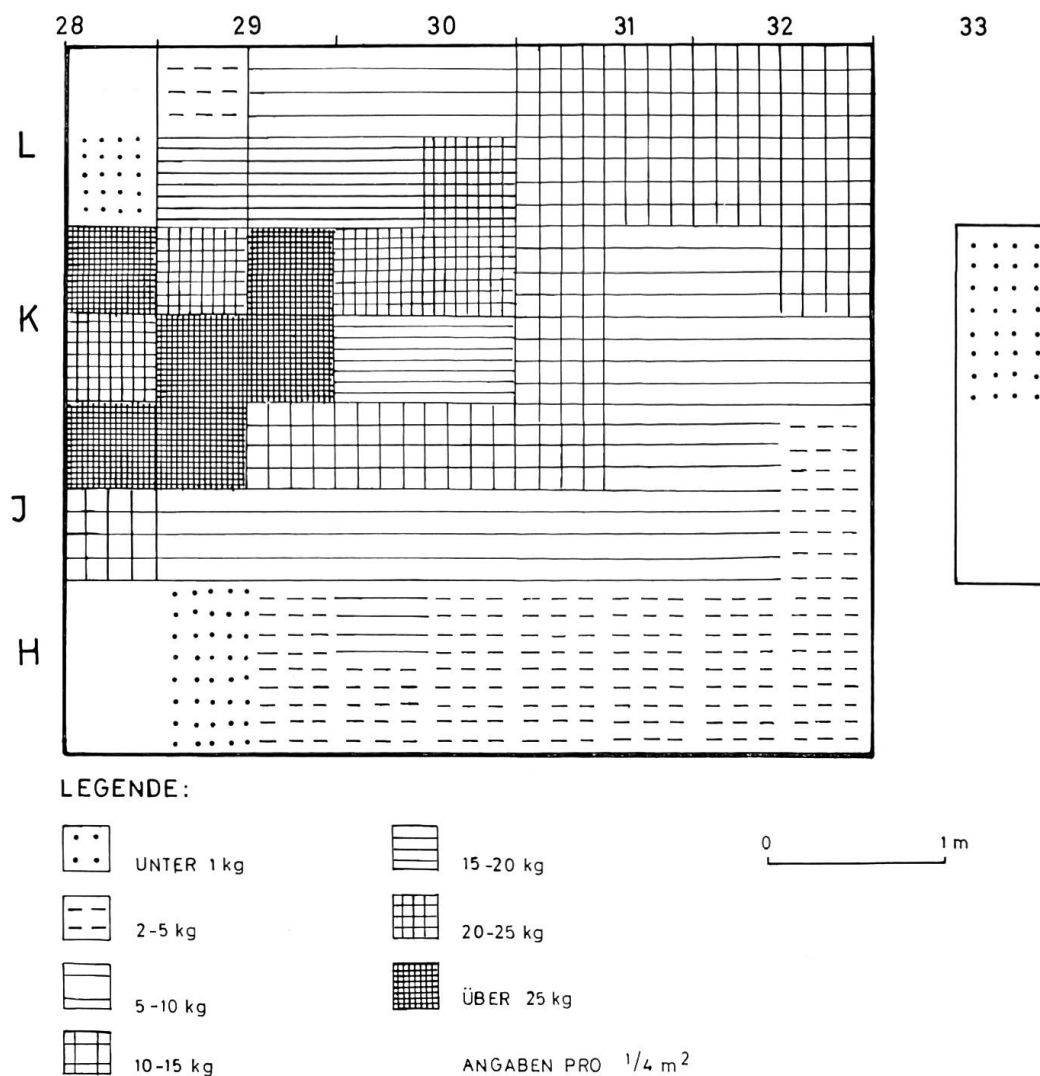 28 29 30 31 32 33
L
K
J
H
LEGENDE:
UNTER 1 kg
2-5 kg
5-10 kg
10-15 kg
15-20 kg
20-25 kg
ÜBER 25 kg
ANGABEN PRO 1/4 m²
0 1 m